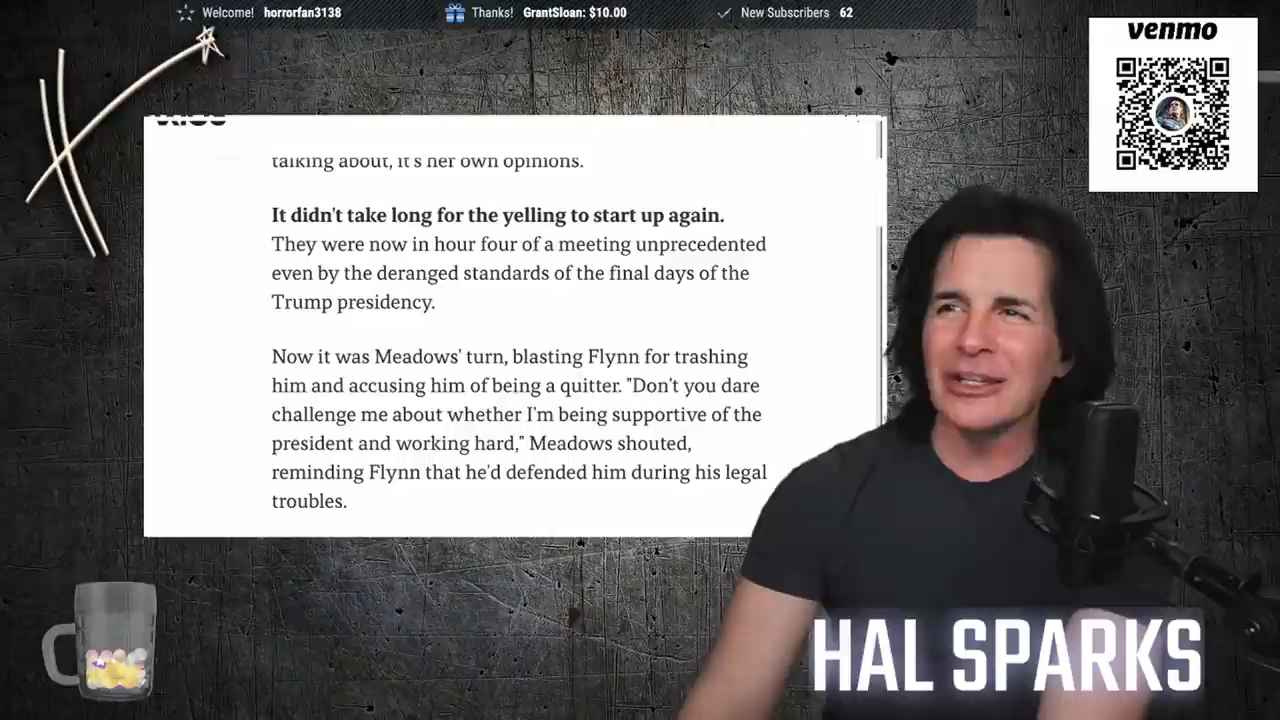 Welcome! horrorfan3138
Thanks! GrantSloan: $10.00
New Subscribers 62
venmo
talking about, it's her own opinions.
It didn't take long for the yelling to start up again.
They were now in hour four of a meeting unprecedented
even by the deranged standards of the final days of the
Trump presidency.
Now it was Meadows' turn, blasting Flynn for trashing
him and accusing him of being a quitter. "Don't you dare
challenge me about whether I'm being supportive of the
president and working hard," Meadows shouted,
reminding Flynn that he'd defended him during his legal
troubles.
HAL SPARKS